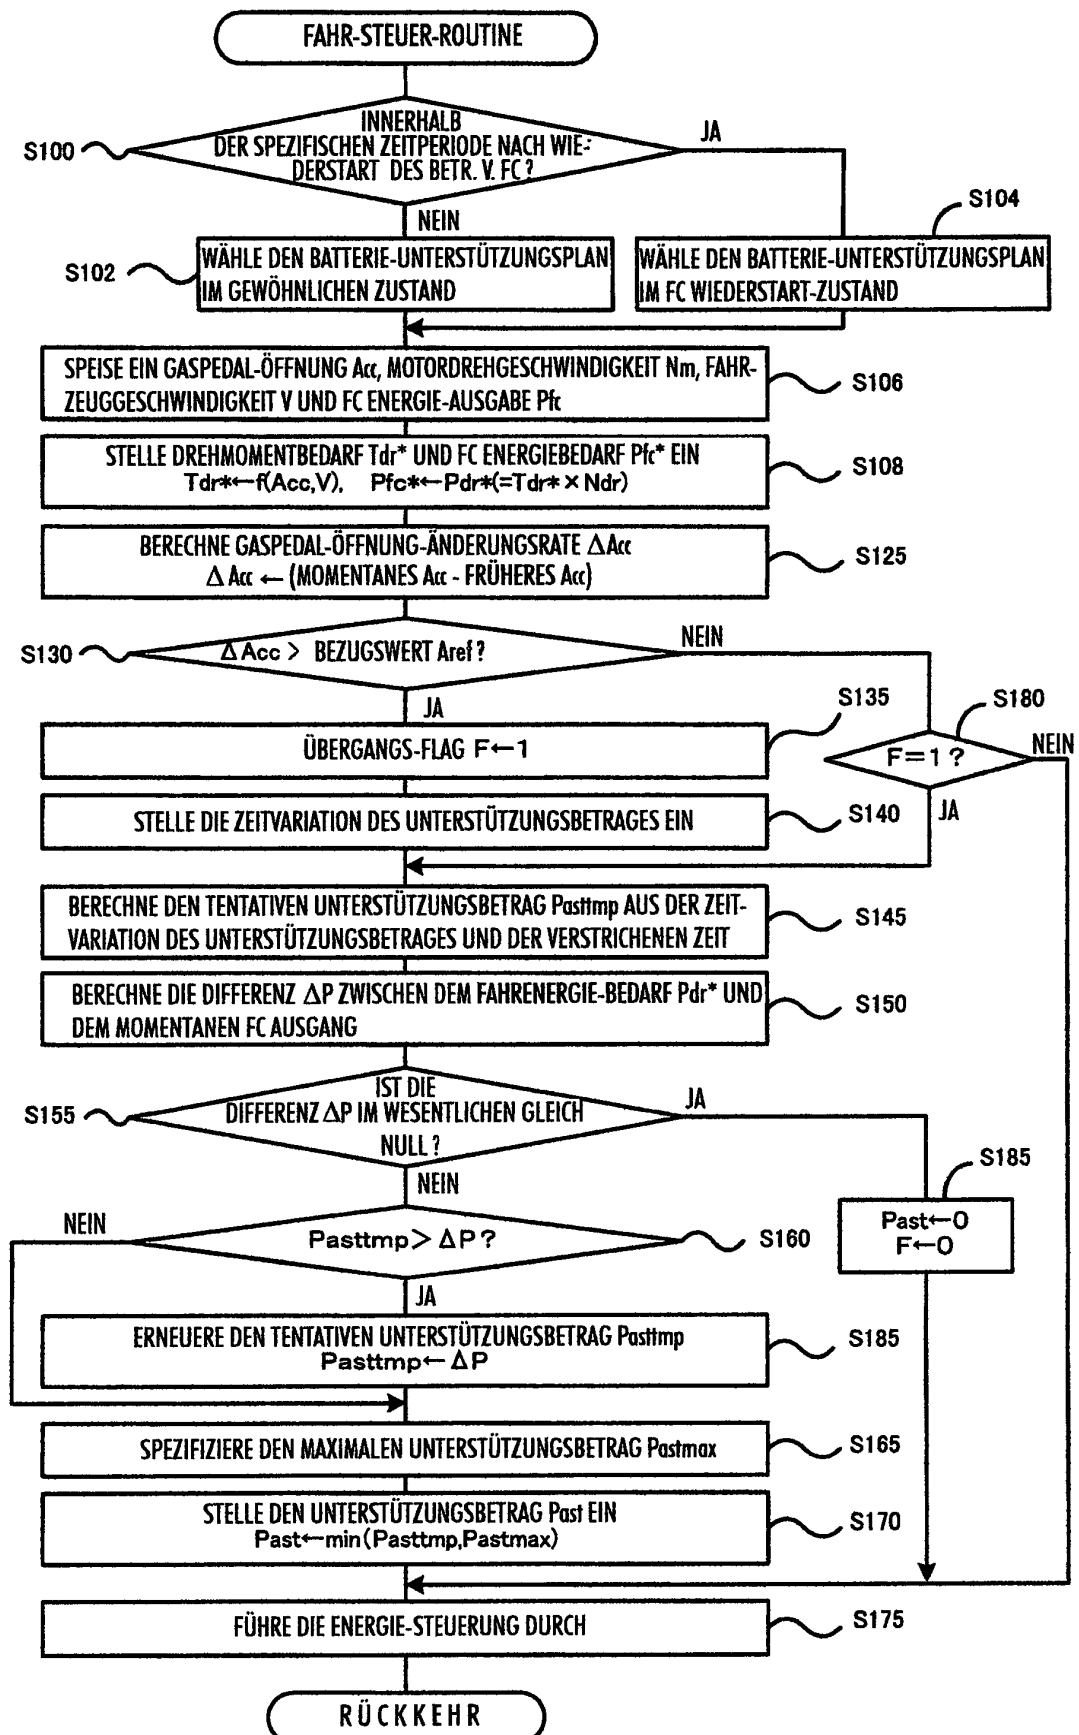 FAHR-STEUER-ROUTINE
INNERHALB
DER SPEZIFISCHEN ZEITPERIODE NACH WIE-
DERSTART DES BETR. V. FC?
S100
JA
NEIN
S104
S102
WÄHLE DEN BATTERIE-UNTERSTÜTZUNGSPLAN
IM GEWÖHNLICHEN ZUSTAND
WÄHLE DEN BATTERIE-UNTERSTÜTZUNGSPLAN
IM FC WIEDERSTART-ZUSTAND
SPEISE EIN GASPEDAL-ÖFFNUNG Acc, MOTORDREHGESCHWINDIGKEIT Nm, FAHR-
ZEUGGESCHWINDIGKEIT V UND FC ENERGIE-AUSGABE Pfc
S106
STELLE DREHMOMENTBEDARF Tdr* UND FC ENERGIEBEDARF Pfc* EIN
Tdr*←f(Acc,V), Pfc*←Pdr*(=Tdr*×Ndr)
S108
BERECHNE GASPEDAL-ÖFFNUNG-ÄNDERUNGSRATE ΔAcc
ΔAcc ← (MOMENTANES Acc - FRÜHERES Acc)
S125
S130
ΔAcc > BEZUGSWERT Aref?
NEIN
JA
S135
S180
ÜBERGANGS-FLAG F←1
F=1?
NEIN
STELLE DIE ZEITVARIATION DES UNTERSTÜTZUNGSBETRAGES EIN
S140
JA
BERECHNE DEN TENTATIVEN UNTERSTÜTZUNGSBETRAG Pasttmp AUS DER ZEIT-
VARIATION DES UNTERSTÜTZUNGSBETRAGES UND DER VERSTRICHENEN ZEIT
S145
BERECHNE DIE DIFFERENZ ΔP ZWISCHEN DEM FAHRENERGIE-BEDARF Pdr* UND
DEM MOMENTANEN FC AUSGANG
S150
IST DIE
DIFFERENZ ΔP IM WESENTLICHEN GLEICH
NULL?
S155
JA
NEIN
S185
Past←0
F←0
NEIN
Pasttmp > ΔP?
S160
JA
ERNEUERE DEN TENTATIVEN UNTERSTÜTZUNGSBETRAG Pasttmp
Pasttmp←ΔP
S185
SPEZIFIZIERE DEN MAXIMALEN UNTERSTÜTZUNGSBETRAG Pastmax
S165
STELLE DEN UNTERSTÜTZUNGSBETRAG Past EIN
Past←min(Pasttmp,Pastmax)
S170
FÜHRE DIE ENERGIE-STEUERUNG DURCH
S175
RÜCKKEHR